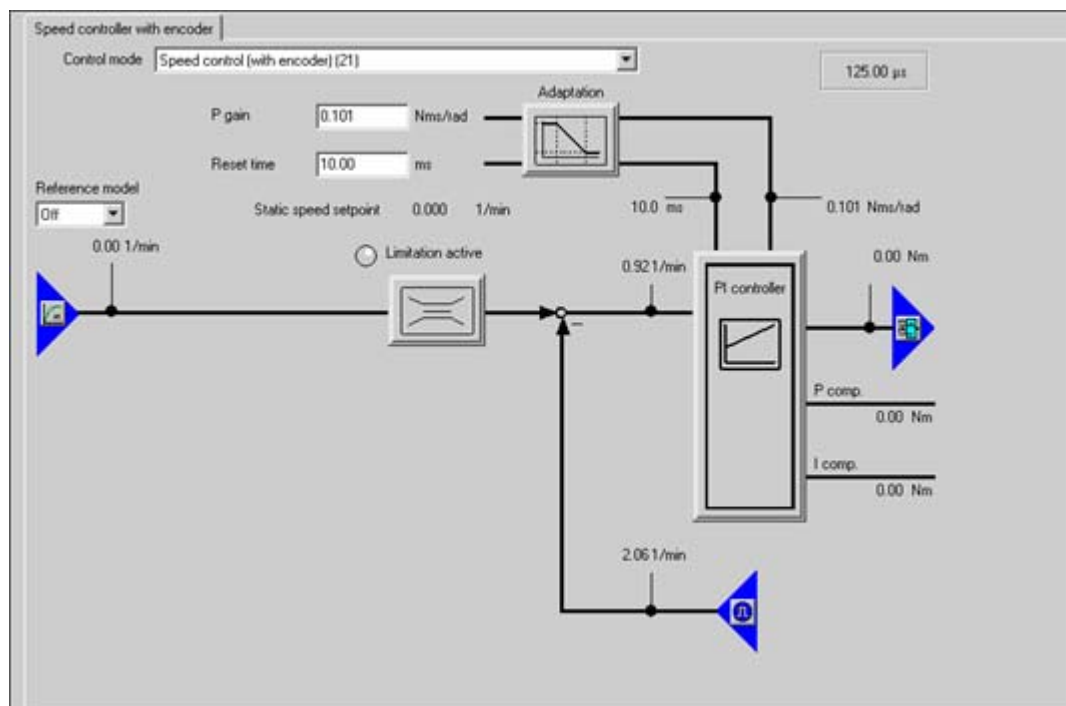 Speed controller with encoder
Control mode Speed control (with encoder) (21)
125.00 µs
Adaptation
P gain 0.101 Nms/rad
Reset time 10.00 ms
Reference model
Off
Static speed setpoint 0.000 1/min
10.0 ms
0.101 Nms/rad
0.00 1/min
Limitation active
0.92 1/min
0.00 Nm
PI controller
P comp.
0.00 Nm
I comp.
0.00 Nm
2.06 1/min